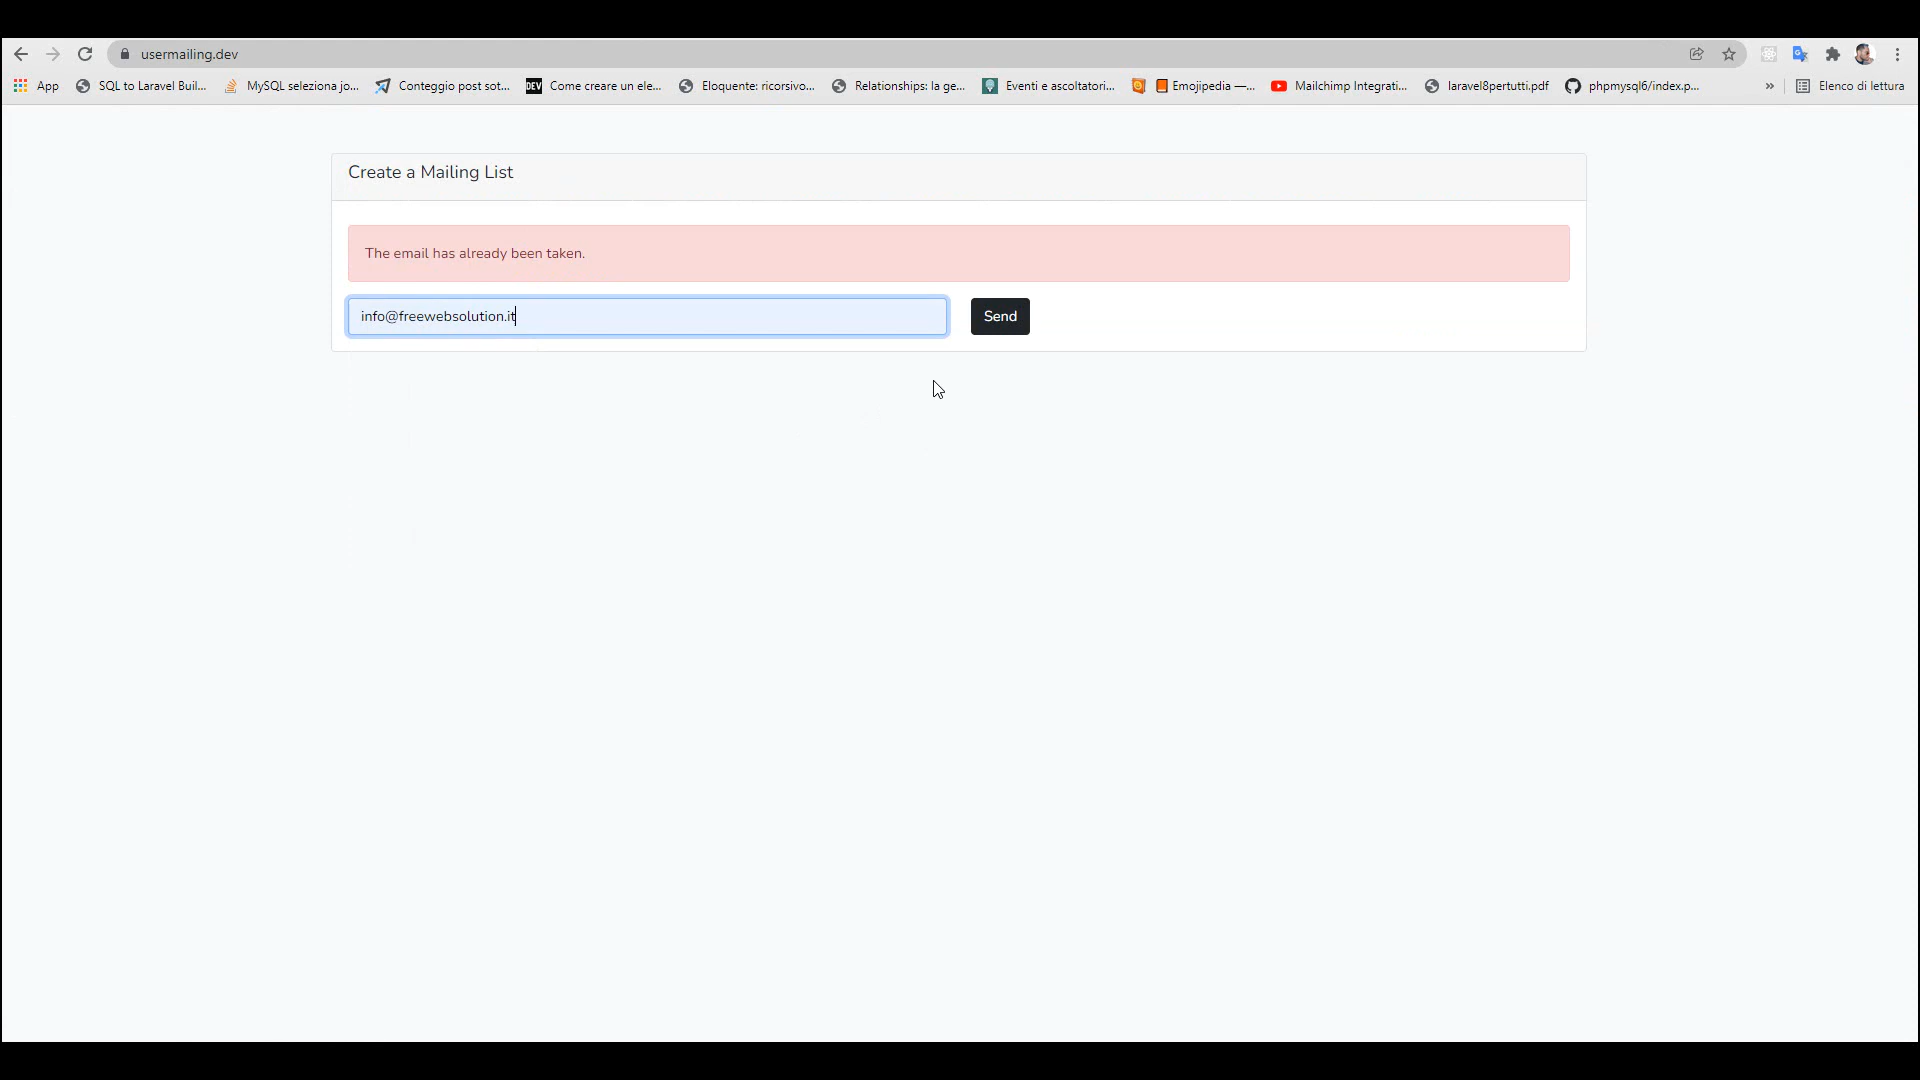 usermailing.dev
App SQL to Laravel Buil... MySQL seleziona jo... Conteggio post sot... DEV Come creare un ele... Eloquente: ricorsivo... Relationships: la ge... Eventi e ascoltatori... Emojipedia —... Mailchimp Integrati... laravel8pertutti.pdf phpmysql6/index.p... » Elenco di lettura
Create a Mailing List
The email has already been taken.
info@freewebsolution.it Send